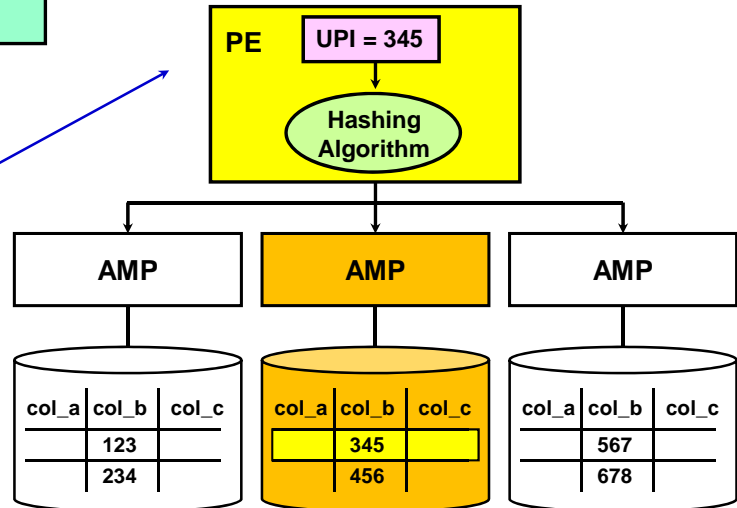 PE
UPI = 345
Hashing
Algorithm
AMP AMP AMP
col_a col_b col_c col_a col_b col_c col_a col_b col_c
123 345 567
234 456 678